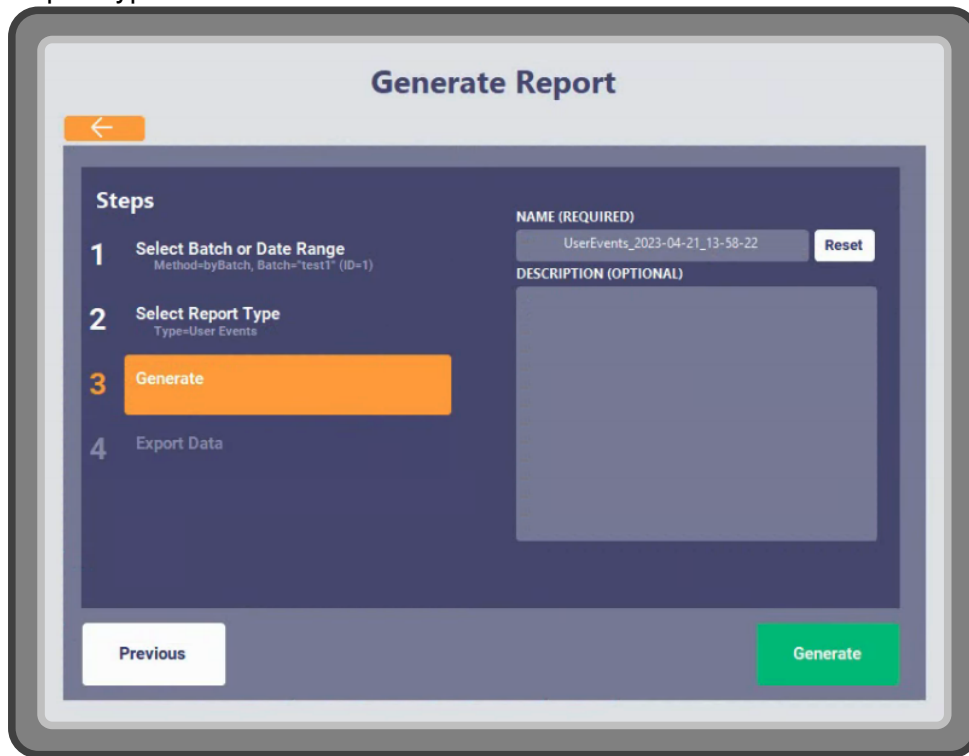 Generate Report
Steps
1 Select Batch or Date Range
Method=byBatch, Batch="test1" (ID=1)
2 Select Report Type
Type=User Events
3 Generate
4 Export Data
NAME (REQUIRED)
UserEvents_2023-04-21_13-58-22 Reset
DESCRIPTION (OPTIONAL)
Previous
Generate